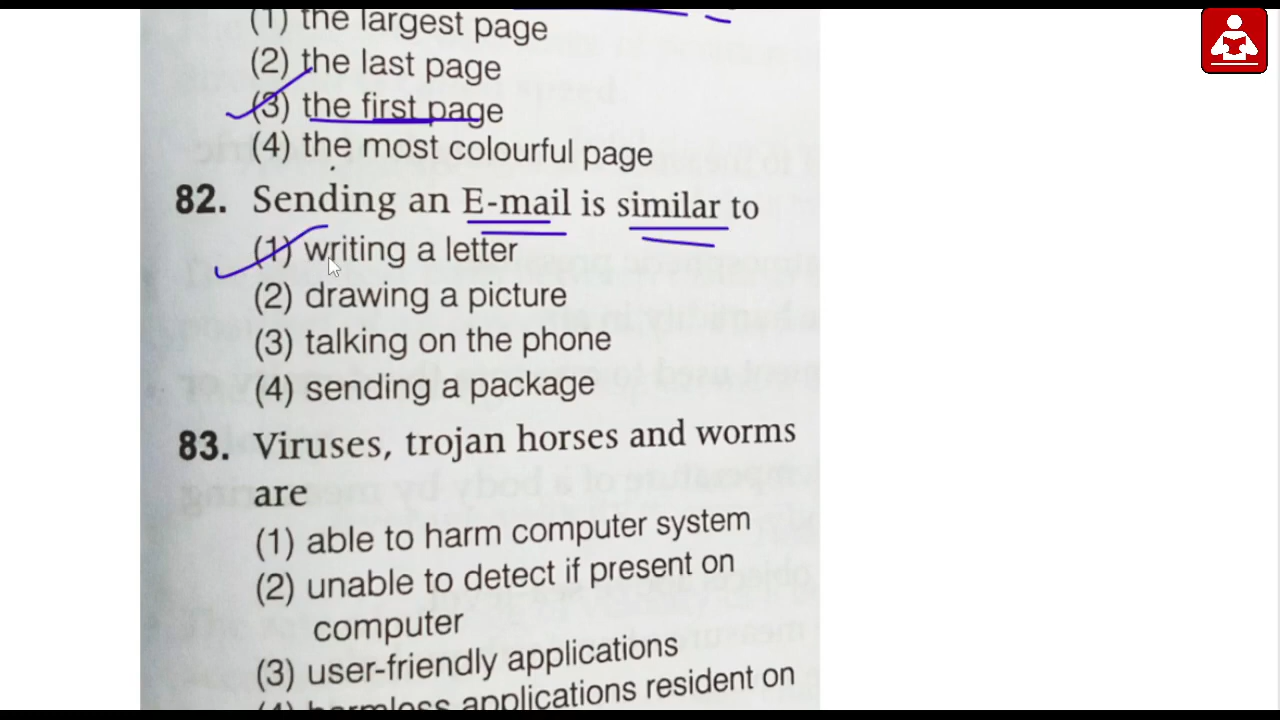 (1) the largest page
(2) the last page
(3) the first page
(4) the most colourful page
82. Sending an E-mail is similar to
(1) writing a letter
(2) drawing a picture
(3) talking on the phone
(4) sending a package
83. Viruses, trojan horses and worms
are
(1) able to harm computer system
(2) unable to detect if present on
computer
(3) user-friendly applications
(4) harmless applications resident on